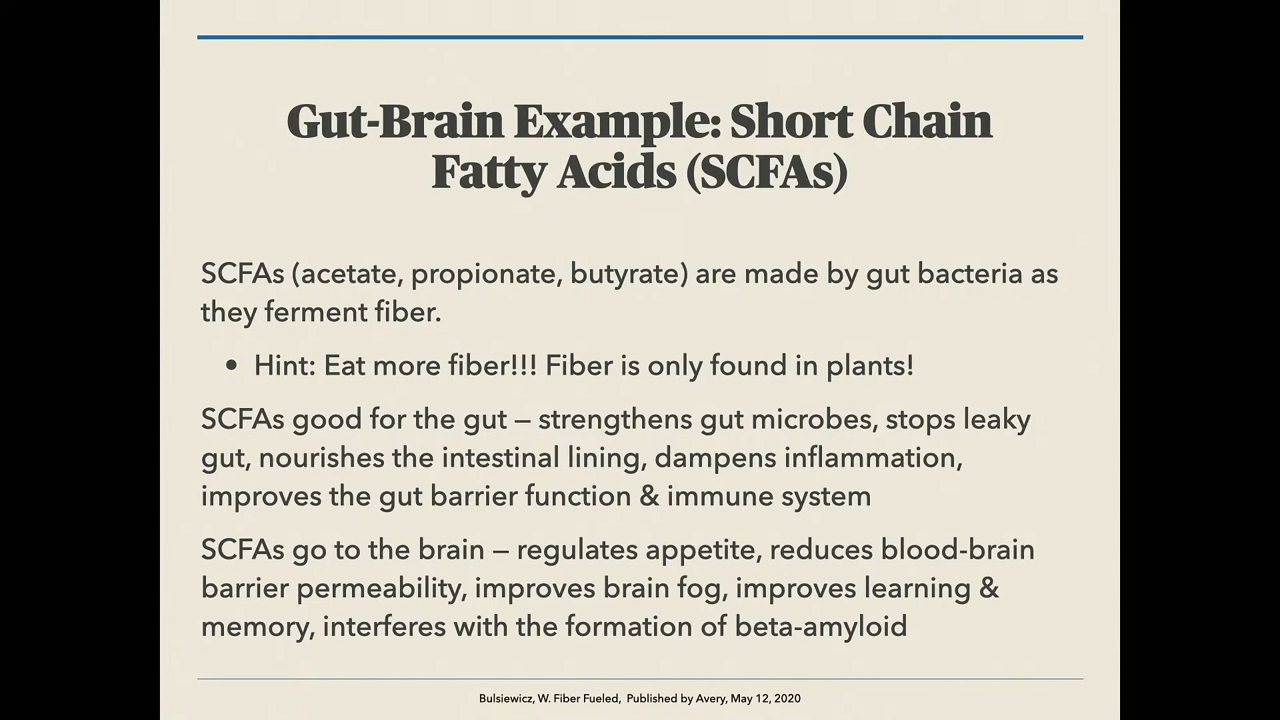 Gut-Brain Example: Short Chain
Fatty Acids (SCFAs)
SCFAs (acetate, propionate, butyrate) are made by gut bacteria as
they ferment fiber.
• Hint: Eat more fiber!!! Fiber is only found in plants!
SCFAs good for the gut – strengthens gut microbes, stops leaky
gut, nourishes the intestinal lining, dampens inflammation,
improves the gut barrier function & immune system
SCFAs go to the brain – regulates appetite, reduces blood-brain
barrier permeability, improves brain fog, improves learning &
memory, interferes with the formation of beta-amyloid
Bulsiewicz, W. Fiber Fueled, Published by Avery, May 12, 2020